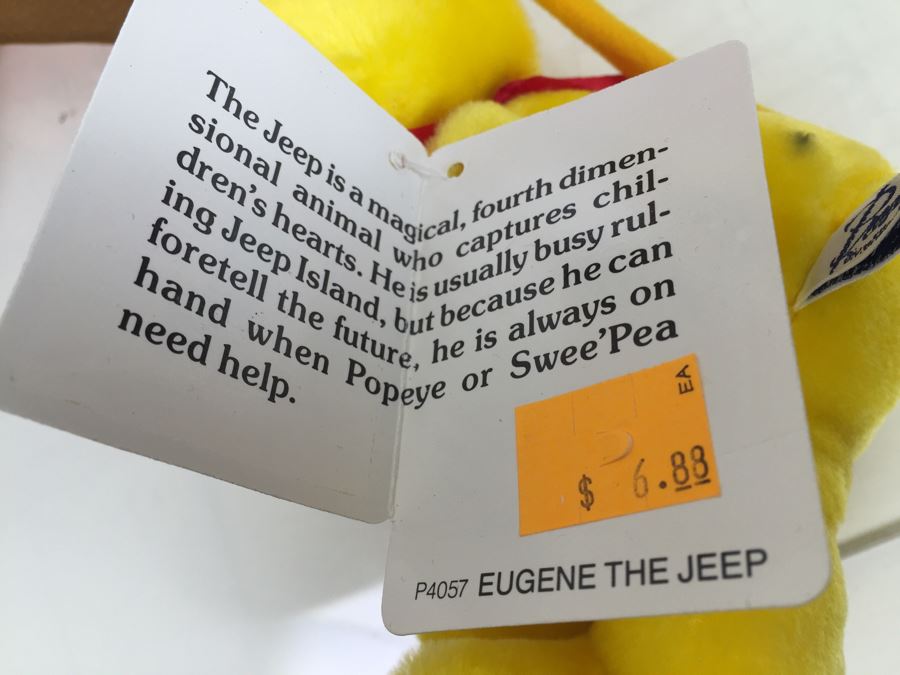 The Jeep is a magical, fourth dimen-
sional animal who captures chil-
dren's hearts. He is usually busy rul-
ing Jeep Island, but because he can
foretell the future, he is always on
hand when Popeye or Swee'Pea
need help.
EA
$ 6.88
P4057 EUGENE THE JEEP